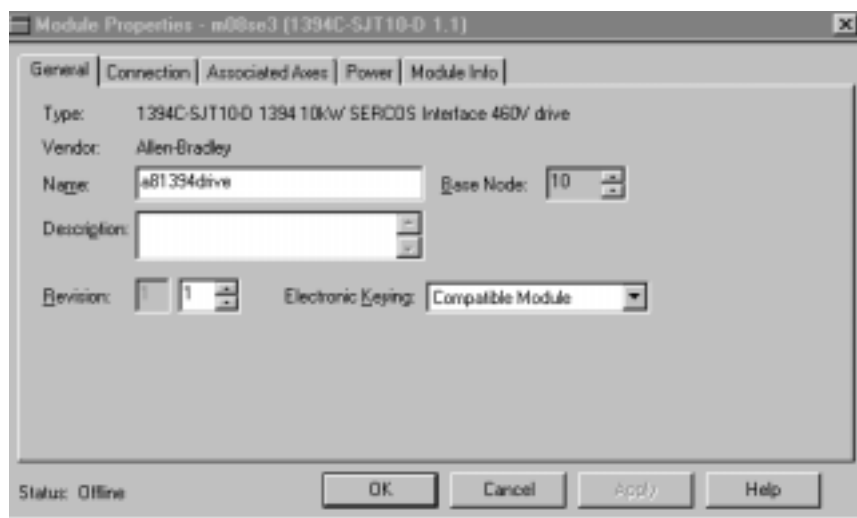 Module Properties - m08se3 (1394C-SJT10-D 1.1)
General Connection Associated Axes Power Module Info
Type: 1394C-SJT10-D 1394 10kW SERCOS Interface 460V drive
Vendor: Allen-Bradley
Name: a81394drive Base Node: 10
Description:
Revision: 1 1 Electronic Keying: Compatible Module
Status: Offline OK Cancel Apply Help